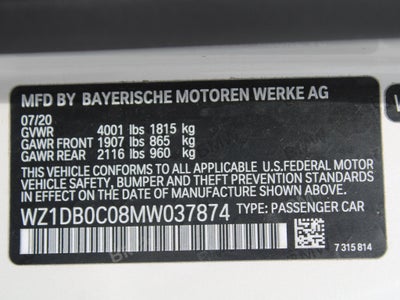 MFD BY BAYERISCHE MOTOREN WERKE AG
07/20
GVWR 4001 lbs 1815 kg
GAWR FRONT 1907 lbs 865 kg
GAWR REAR 2116 lbs 960 kg
THIS VEHICLE CONFORMS TO ALL APPLICABLE U.S.FEDERAL MOTOR
VEHICLE SAFETY,BUMPER,AND THEFT PREVENTION STANDARDS IN
EFFECT ON THE DATE OF MANUFACTURE SHOWN ABOVE.
WZ1DB0C08MW037874 TYPE: PASSENGER CAR
7 315 814